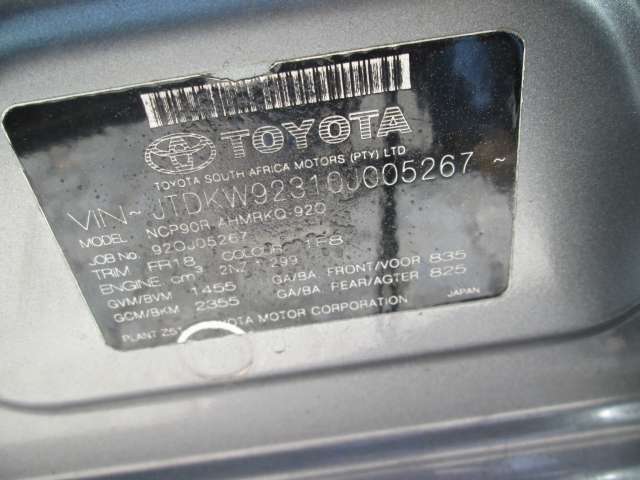 TOYOTA
TOYOTA SOUTH AFRICA MOTORS (PTY) LTD
VIN~ JTDKW92310J005267 ~
MODEL NCP90R AHMRKQ-920
JOB No. 920J05267
TRIM FR18 COLOUR 1F8
ENGINE cm³ 2NZ 1299
GVM/BVM 1455 GA/BA FRONT/VOOR 835
GCM/BKM 2355 GA/BA REAR/AGTER 825
PLANT TOYOTA MOTOR CORPORATION JAPAN